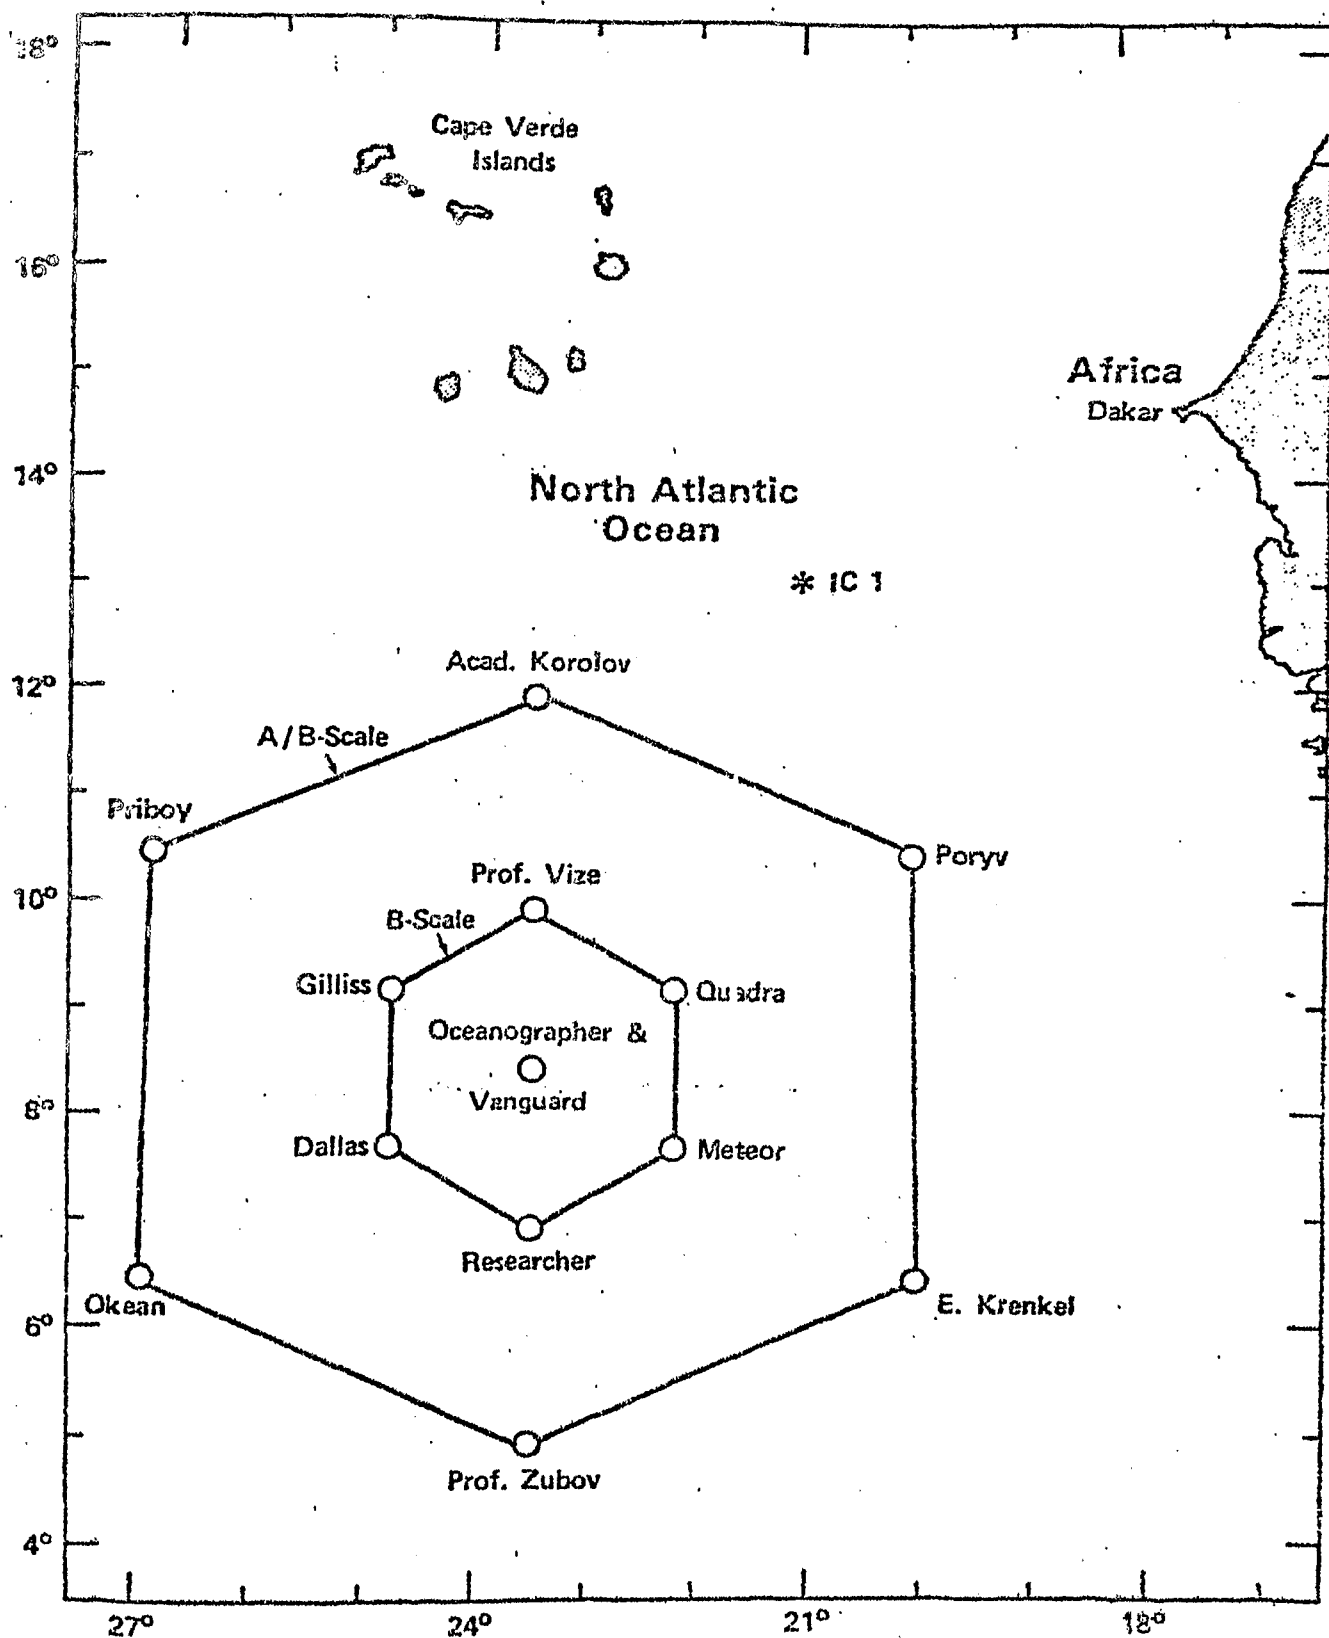 18°
Cape Verde
Islands
16°
Africa
Dakar
14°
North Atlantic
Ocean
* IC 1
12°
Acad. Korolov
A/B-Scale
Priboy
Poryv
10°
Prof. Vize
B-Scale
Gilliss
Quadra
Oceanographer &
Vanguard
8°
Dallas
Meteor
Researcher
Okean
E. Krenkel
6°
Prof. Zubov
4°
27° 24° 21° 18°